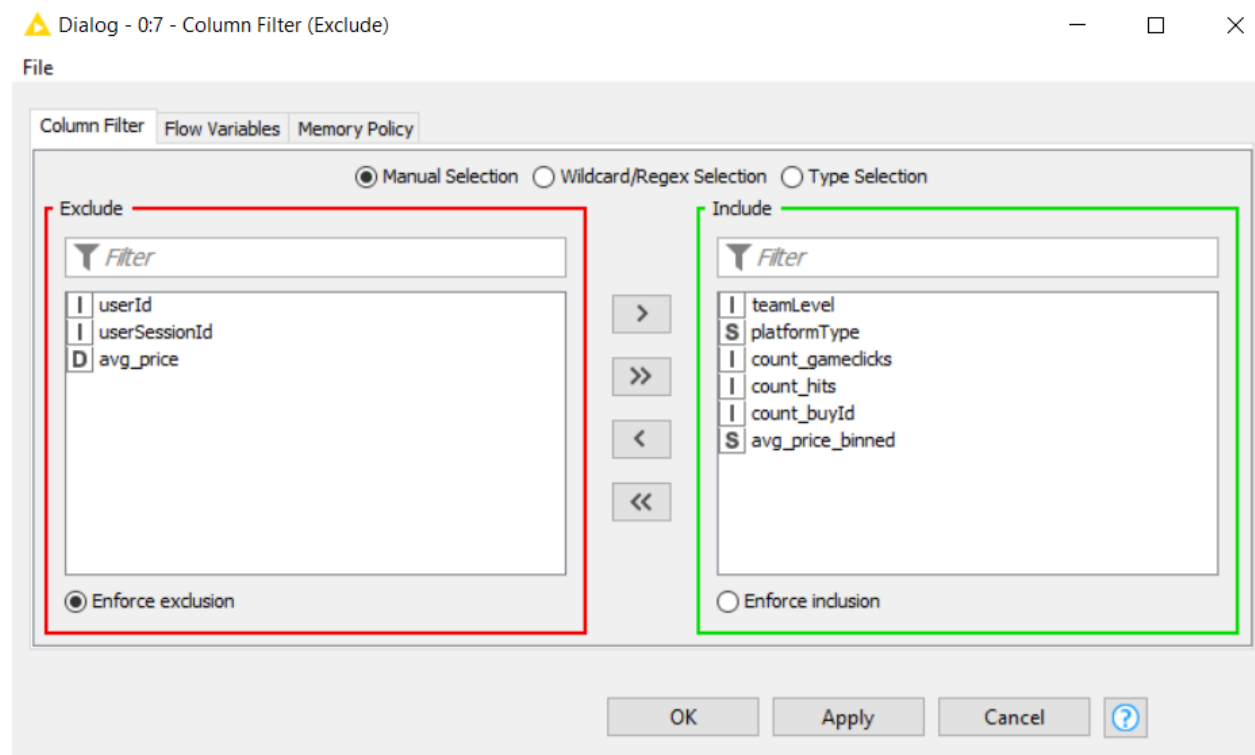 Dialog - 0:7 - Column Filter (Exclude)
File
Column Filter Flow Variables Memory Policy
Manual Selection Wildcard/Regex Selection Type Selection
Exclude
Filter
I userId
I userSessionId
D avg_price
Enforce exclusion
>
>>
<
<<
Include
Filter
I teamLevel
S platformType
I count_gameclicks
I count_hits
I count_buyId
S avg_price_binned
Enforce inclusion
OK Apply Cancel ?